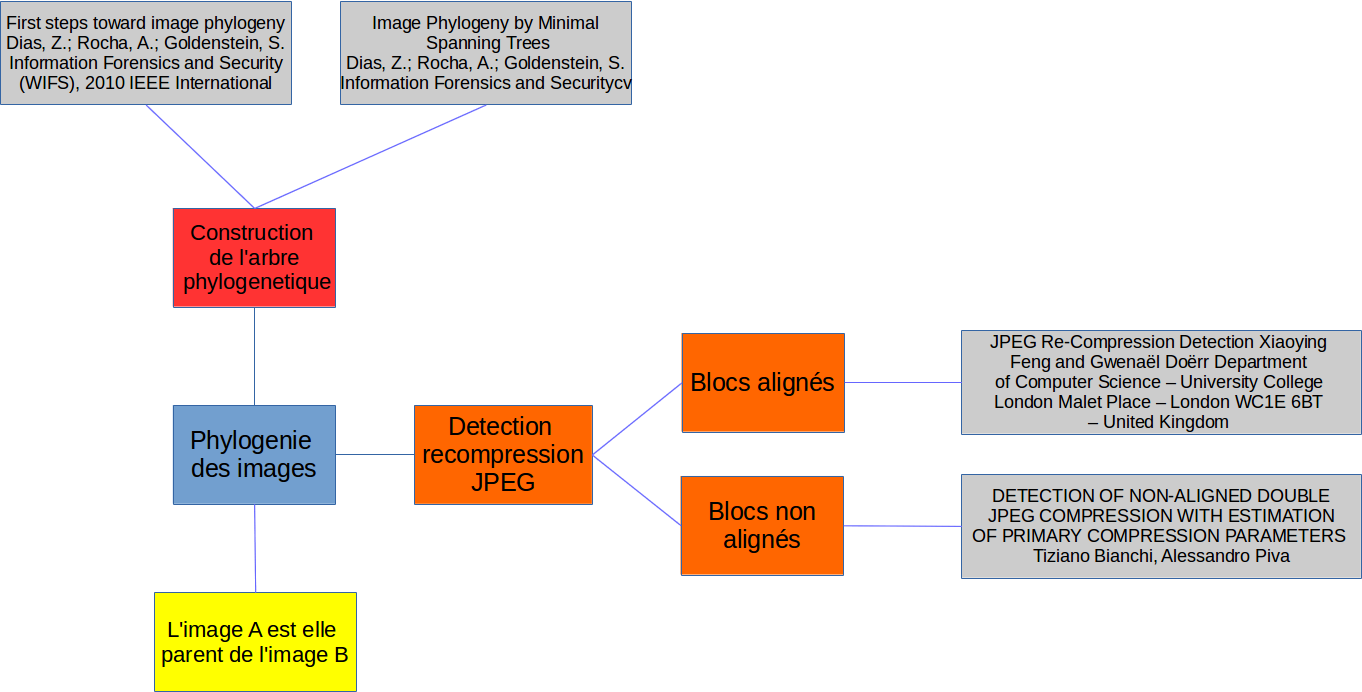 First steps toward image phylogeny
Dias, Z.; Rocha, A.; Goldenstein, S.
Information Forensics and Security
(WIFS), 2010 IEEE International
Image Phylogeny by Minimal
Spanning Trees
Dias, Z.; Rocha, A.; Goldenstein, S.
Information Forensics and Securitycv
Construction
de l'arbre
phylogenetique
Phylogenie
des images
Detection
recompression
JPEG
Blocs alignés
JPEG Re-Compression Detection Xiaoying
Feng and Gwenaël Doërr Department
of Computer Science – University College
London Malet Place – London WC1E 6BT
– United Kingdom
Blocs non
alignés
DETECTION OF NON-ALIGNED DOUBLE
JPEG COMPRESSION WITH ESTIMATION
OF PRIMARY COMPRESSION PARAMETERS
Tiziano Bianchi, Alessandro Piva
L'image A est elle
parent de l'image B